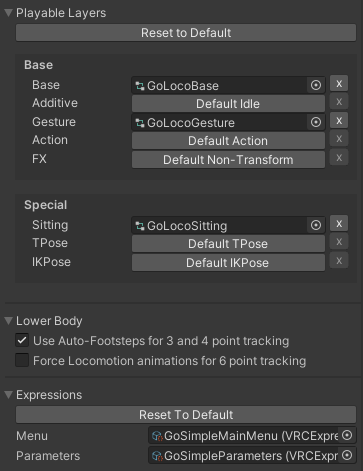 Playable Layers
Reset to Default
Base
Base GoLocoBase X
Additive Default Idle X
Gesture GoLocoGesture X
Action Default Action X
FX Default Non-Transform X
Special
Sitting GoLocoSitting X
TPose Default TPose X
IKPose Default IKPose X
Lower Body
Use Auto-Footsteps for 3 and 4 point tracking
Force Locomotion animations for 6 point tracking
Expressions
Reset To Default
Menu GoSimpleMainMenu (VRCExpre
Parameters GoSimpleParameters (VRCExpre